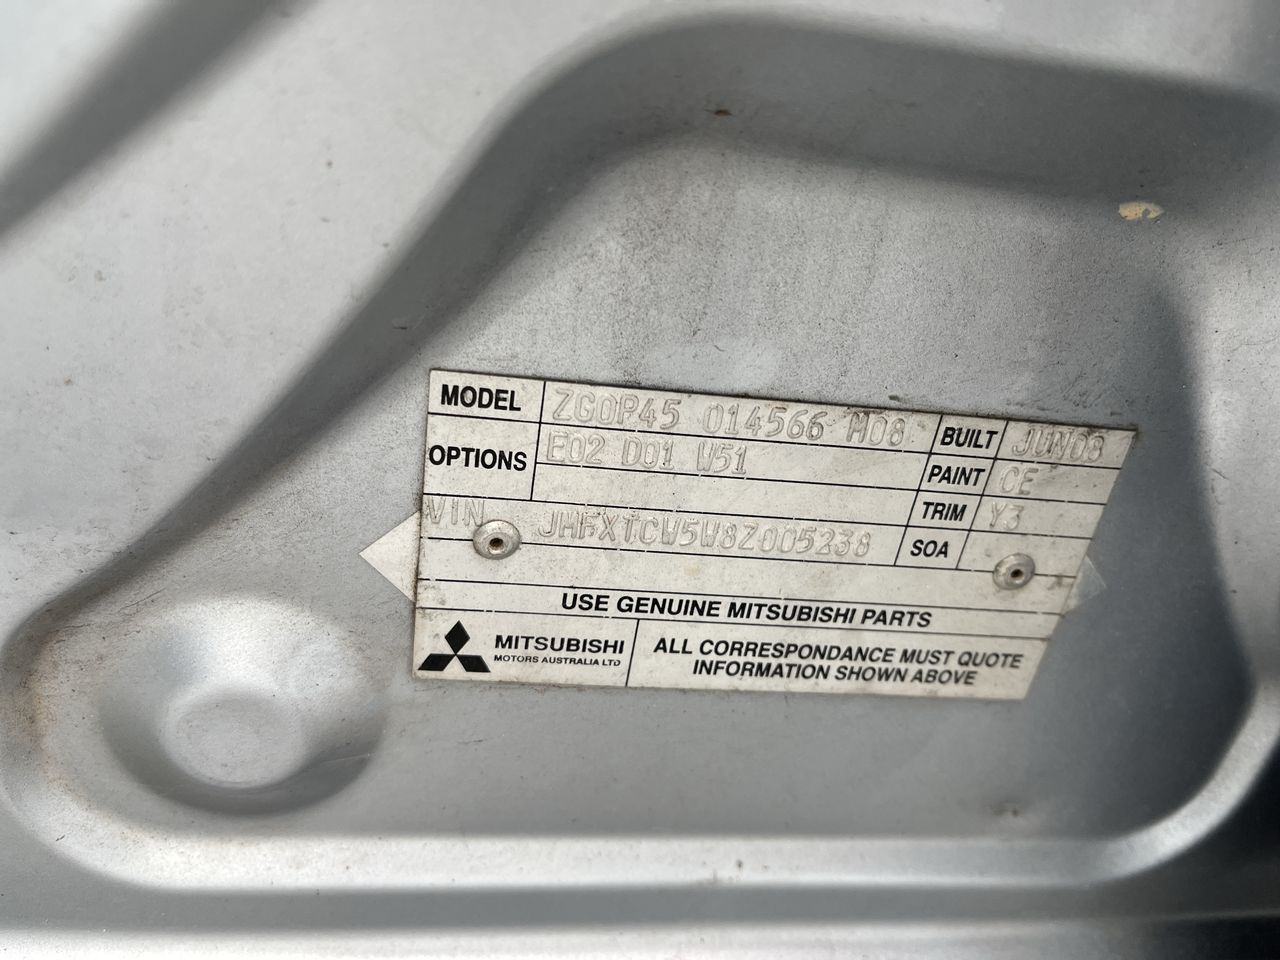 MODEL ZG0P45 014566 M08 BUILT JUN08
OPTIONS E02 D01 W51 PAINT CE
TRIM Y3
VIN JMFXTCW5W8Z005238 SOA
USE GENUINE MITSUBISHI PARTS
MITSUBISHI
MOTORS AUSTRALIA LTD
ALL CORRESPONDANCE MUST QUOTE
INFORMATION SHOWN ABOVE